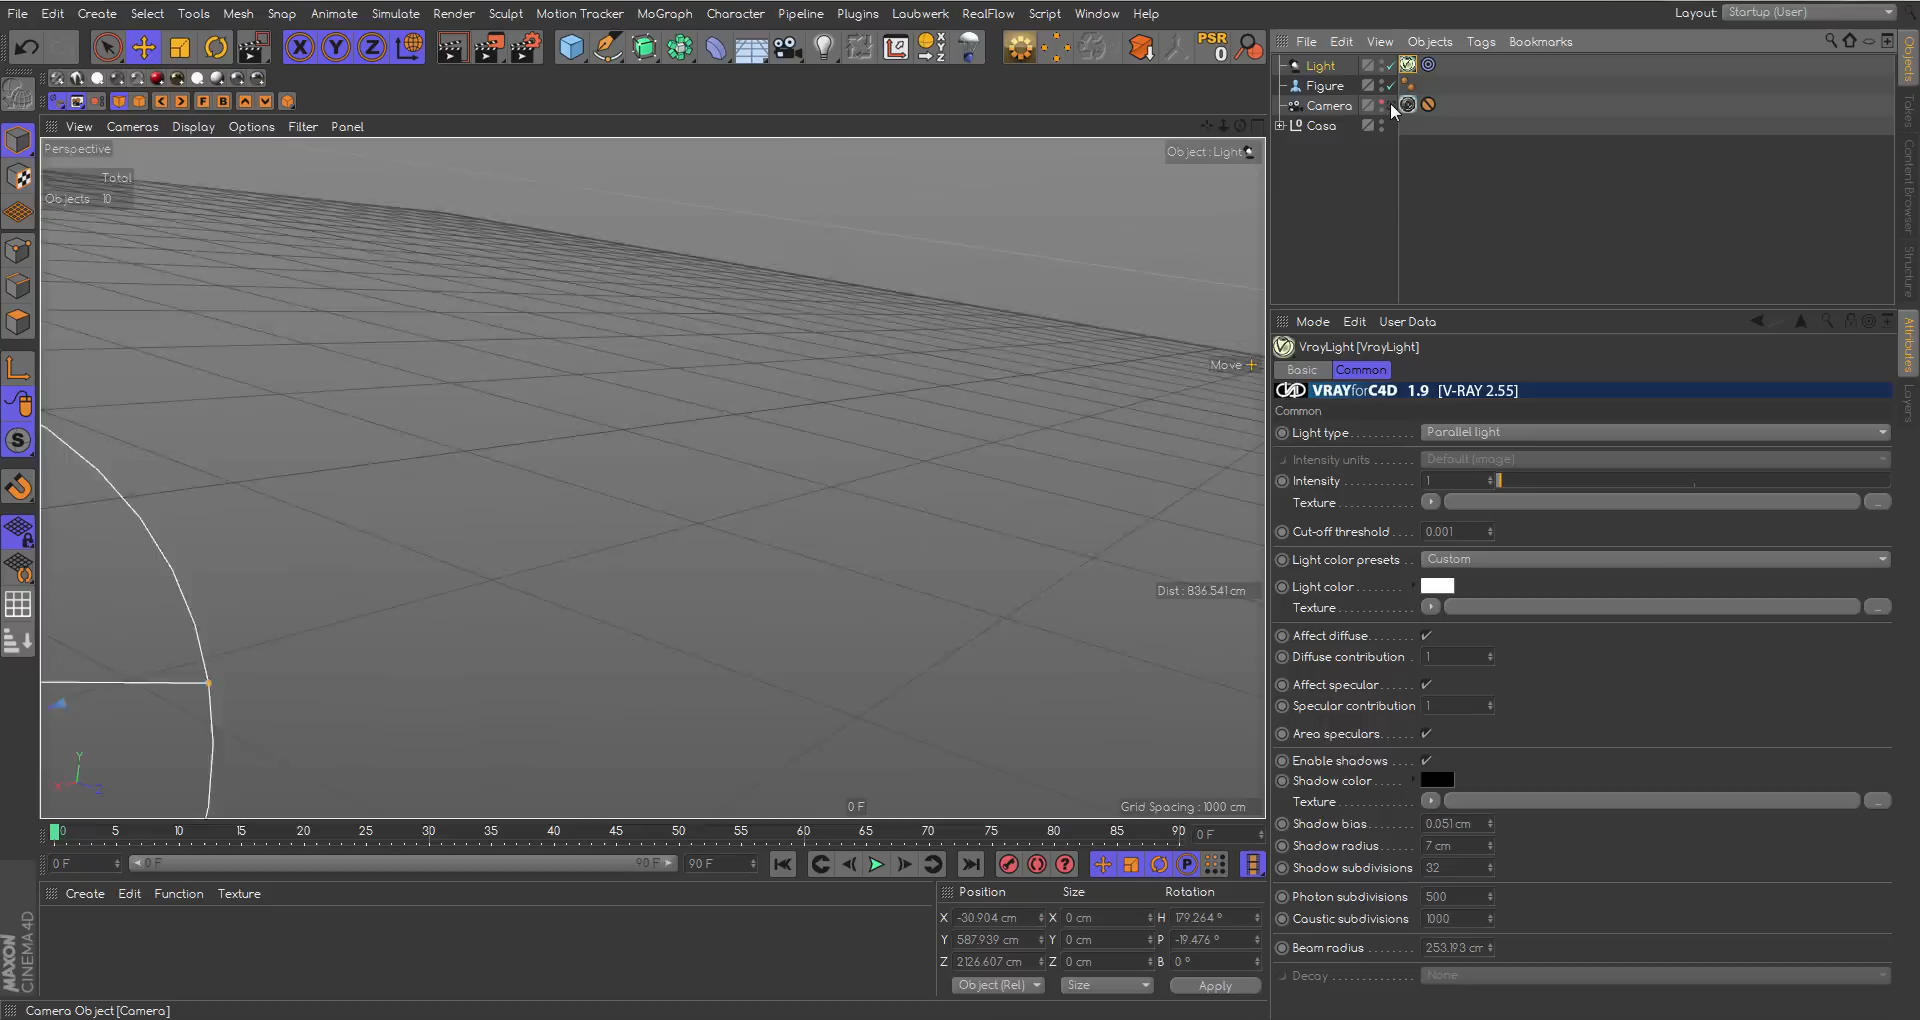 File Edit Create Select Tools Mesh Snap Animate Simulate Render Sculpt Motion Tracker MoGraph Character Pipeline Plugins Laubwerk RealFlow Script Window Help
Layout: Startup (User)
X Y Z
X
Y
Z
PSR
0
File Edit View Objects Tags Bookmarks
Light
Figure
Camera
Casa
F B
View Cameras Display Options Filter Panel
Perspective
Object : Light
Total
Objects 10
Move
Dist : 836.541 cm
Y
0 F
Grid Spacing : 1000 cm
S
0 5 10 15 20 25 30 35 40 45 50 55 60 65 70 75 80 85 90 0 F
0 F 0 F 90 F 90 F
P
Create Edit Function Texture
Position Size Rotation
X -30.904 cm X 0 cm H 179.264 °
Y 587.939 cm Y 0 cm P -19.476 °
Z 2126.607 cm Z 0 cm B 0 °
Object (Rel) Size Apply
MAXON
CINEMA 4D
Camera Object [Camera]
Mode Edit User Data
VrayLight [VrayLight]
Basic Common
VRAYforC4D 1.9 [V-RAY 2.55]
Common
Light type Parallel light
Intensity units Default (image)
Intensity 1
Texture ...
Cut-off threshold 0.001
Light color presets Custom
Light color
Texture ...
Affect diffuse
Diffuse contribution 1
Affect specular
Specular contribution 1
Area speculars
Enable shadows
Shadow color
Texture ...
Shadow bias 0.051 cm
Shadow radius 7 cm
Shadow subdivisions 32
Photon subdivisions 500
Caustic subdivisions 1000
Beam radius 253.193 cm
Decay None
Objects
Takes
Content Browser
Structure
Attributes
Layers